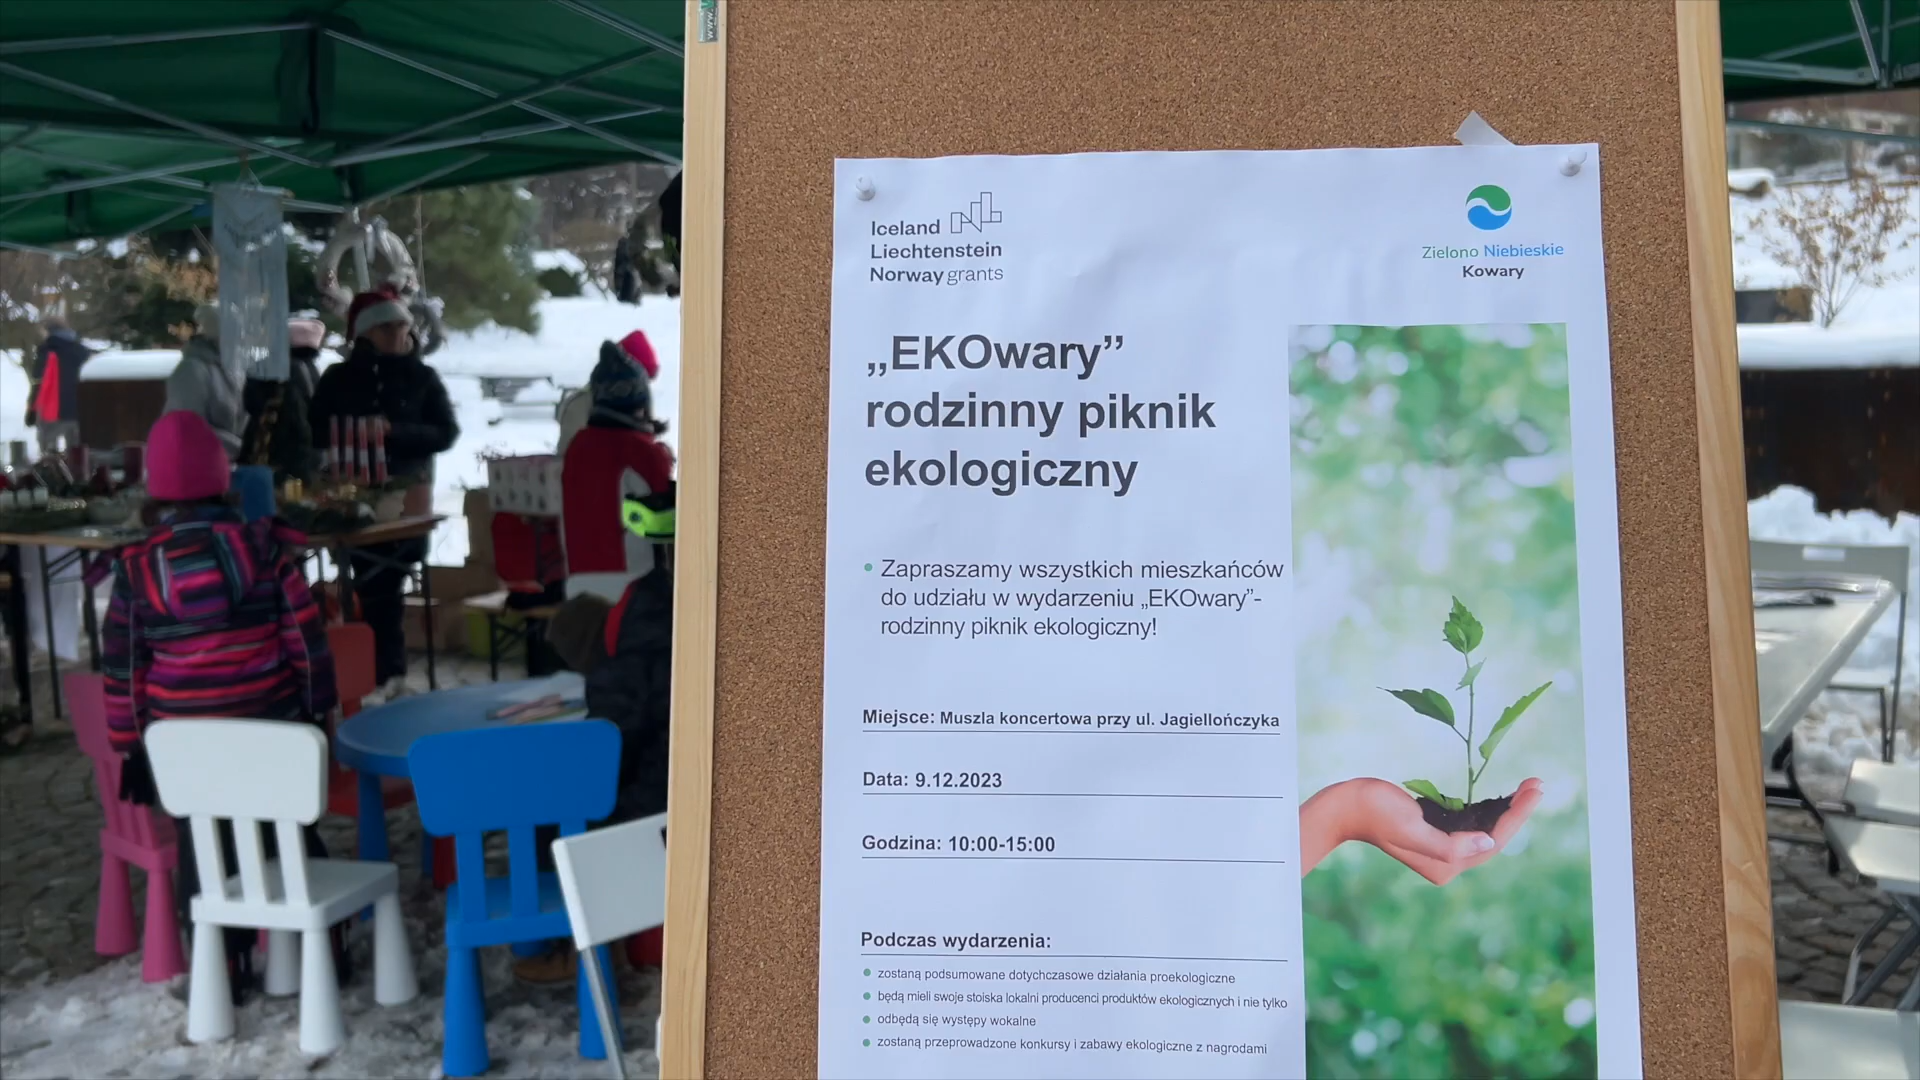 www.
Iceland
Liechtenstein
Norway grants
Zielono Niebieskie
Kowary
„EKOwary”
rodzinny piknik
ekologiczny
Zapraszamy wszystkich mieszkańców
do udziału w wydarzeniu „EKOwary”-
rodzinny piknik ekologiczny!
Miejsce: Muszla koncertowa przy ul. Jagiellończyka
Data: 9.12.2023
Godzina: 10:00-15:00
Podczas wydarzenia:
zostaną podsumowane dotychczasowe działania proekologiczne
będą mieli swoje stoiska lokalni producenci produktów ekologicznych i nie tylko
odbędą się występy wokalne
zostaną przeprowadzone konkursy i zabawy ekologiczne z nagrodami